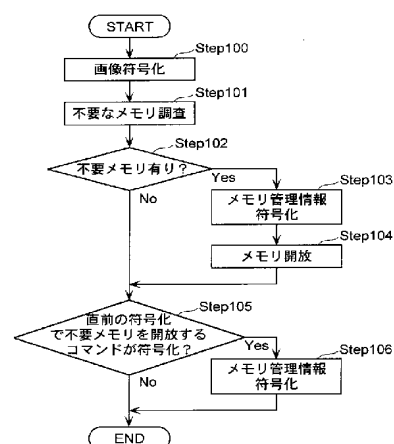 START
Step100
画像符号化
Step101
不要なメモリ調査
Step102
不要メモリ有り？
Yes
No
Step103
メモリ管理情報
符号化
Step104
メモリ開放
Step105
直前の符号化
で不要メモリを開放する
コマンドが符号化？
Yes
No
Step106
メモリ管理情報
符号化
END